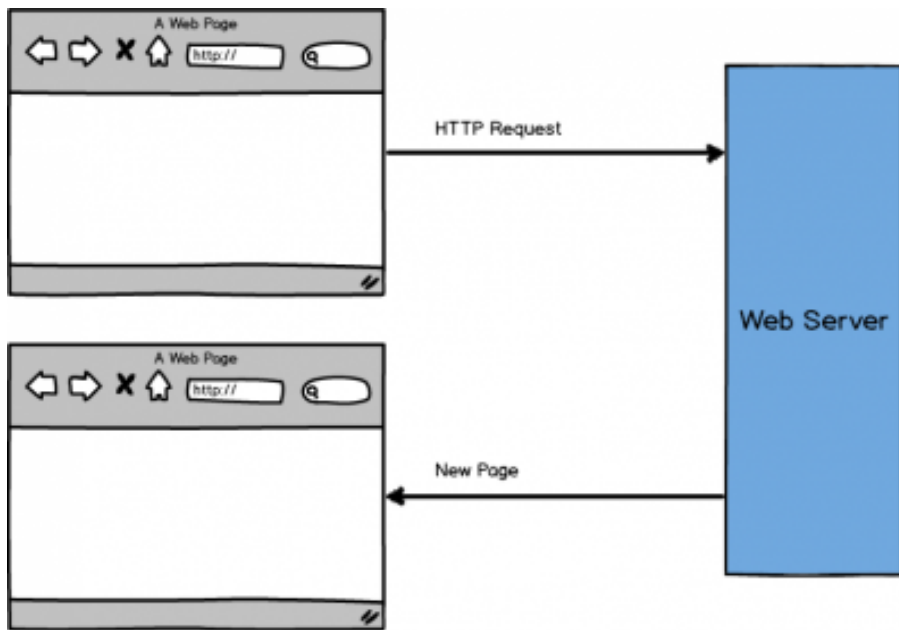 A Web Page
http://
HTTP Request
Web Server
A Web Page
http://
New Page